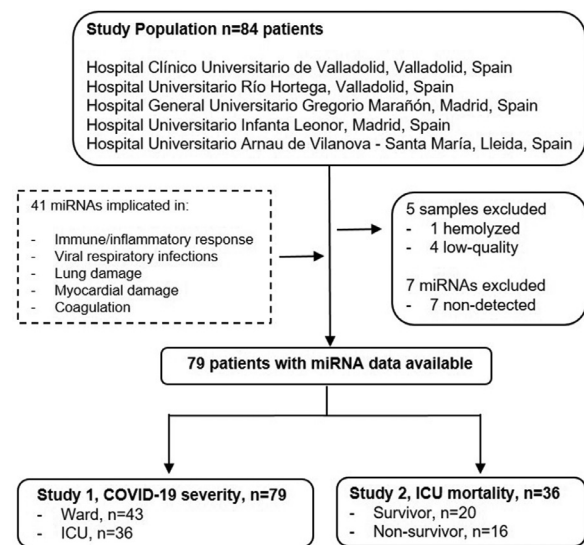 Study Population n=84 patients
Hospital Clínico Universitario de Valladolid, Valladolid, Spain
Hospital Universitario Río Hortega, Valladolid, Spain
Hospital General Universitario Gregorio Marañón, Madrid, Spain
Hospital Universitario Infanta Leonor, Madrid, Spain
Hospital Universitario Arnau de Vilanova - Santa María, Lleida, Spain
41 miRNAs implicated in:
- Immune/inflammatory response
- Viral respiratory infections
- Lung damage
- Myocardial damage
- Coagulation
5 samples excluded
- 1 hemolyzed
- 4 low-quality
7 miRNAs excluded
- 7 non-detected
79 patients with miRNA data available
Study 1, COVID-19 severity, n=79
- Ward, n=43
- ICU, n=36
Study 2, ICU mortality, n=36
- Survivor, n=20
- Non-survivor, n=16